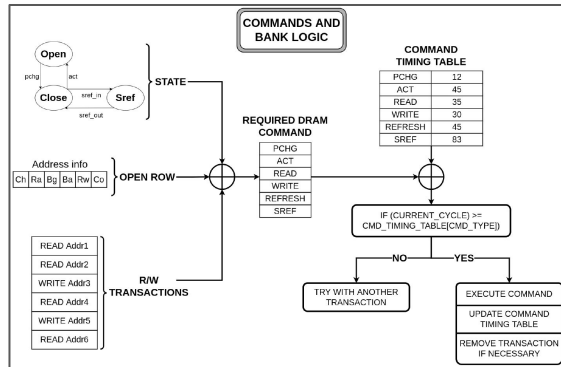 COMMANDS AND
BANK LOGIC
Open
pchg
act
Close
sref_in
Sref
sref_out
STATE
Address info
Ch Ra Bg Ba Rw Co
OPEN ROW
READ Addr1
READ Addr2
WRITE Addr3
READ Addr4
WRITE Addr5
READ Addr6
R/W
TRANSACTIONS
REQUIRED DRAM
COMMAND
PCHG
ACT
READ
WRITE
REFRESH
SREF
COMMAND
TIMING TABLE
PCHG 12
ACT 45
READ 35
WRITE 30
REFRESH 45
SREF 83
IF (CURRENT_CYCLE) >=
CMD_TIMING_TABLE[CMD_TYPE])
NO
YES
TRY WITH ANOTHER
TRANSACTION
EXECUTE COMMAND
UPDATE COMMAND
TIMING TABLE
REMOVE TRANSACTION
IF NECESSARY